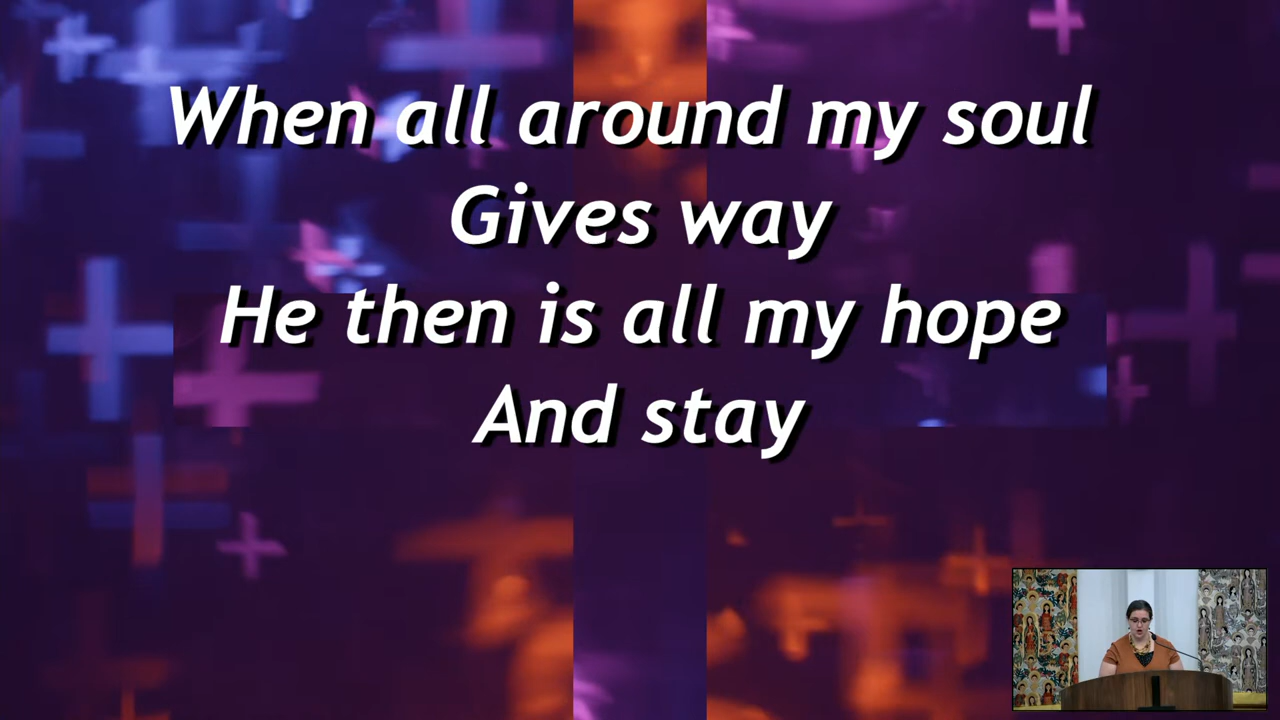 When all around my soul
Gives way
He then is all my hope
And stay